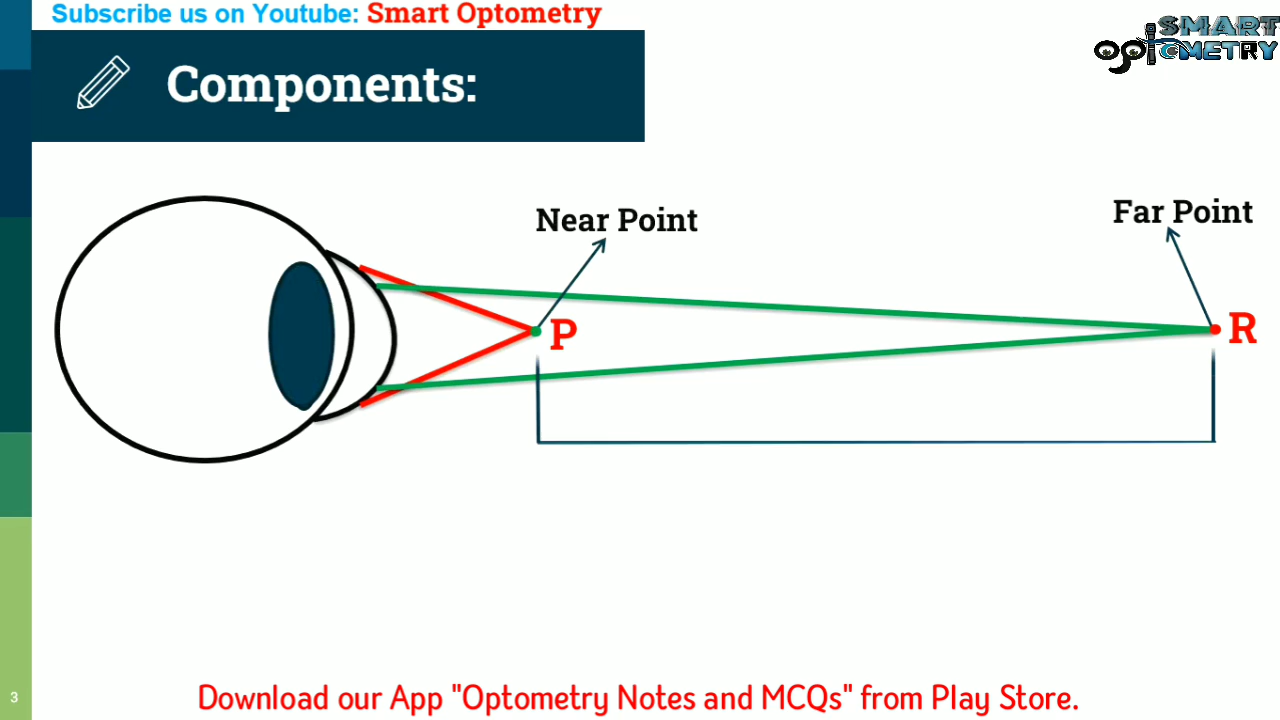 Subscribe us on Youtube: Smart Optometry
SMART
OPTOMETRY
Components:
Near Point
Far Point
P
R
3
Download our App "Optometry Notes and MCQs" from Play Store.